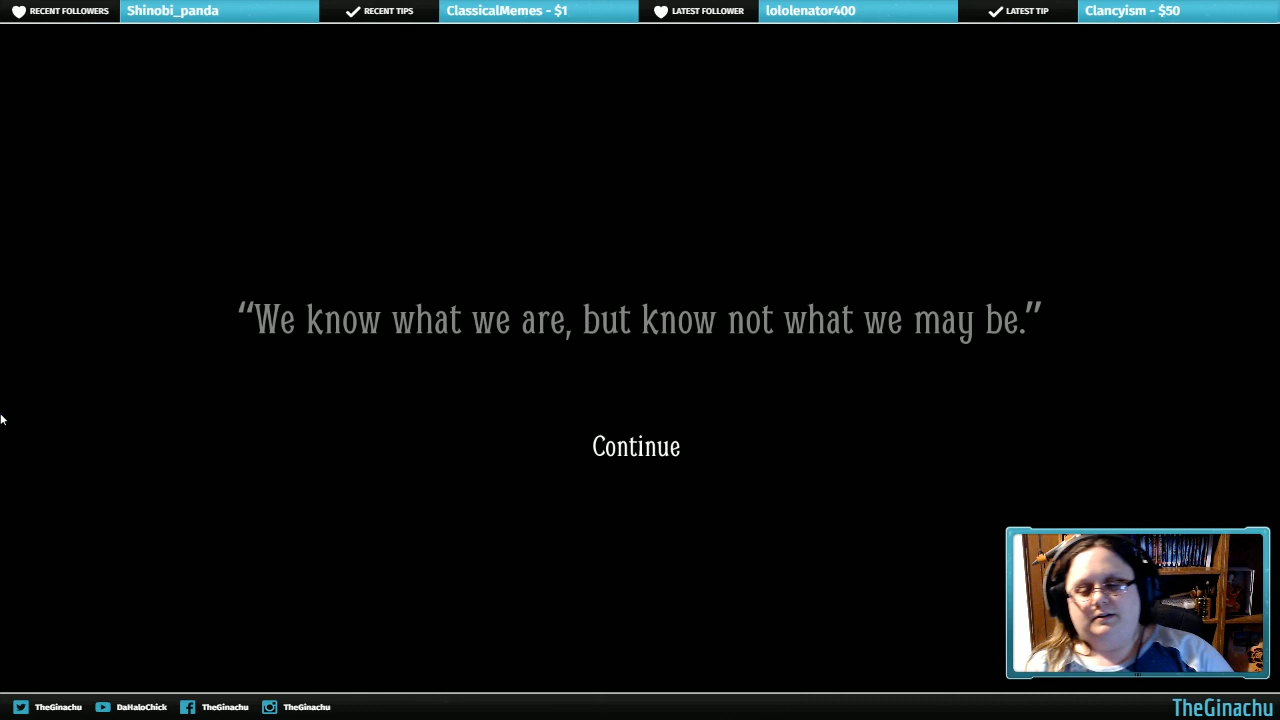 RECENT FOLLOWERS Shinobi_panda RECENT TIPS ClassicalMemes - $1 LATEST FOLLOWER lololenator400 LATEST TIP Clancyism - $50
“We know what we are, but know not what we may be.”
Continue
TheGinachu DaHaloChick TheGinachu TheGinachu TheGinachu